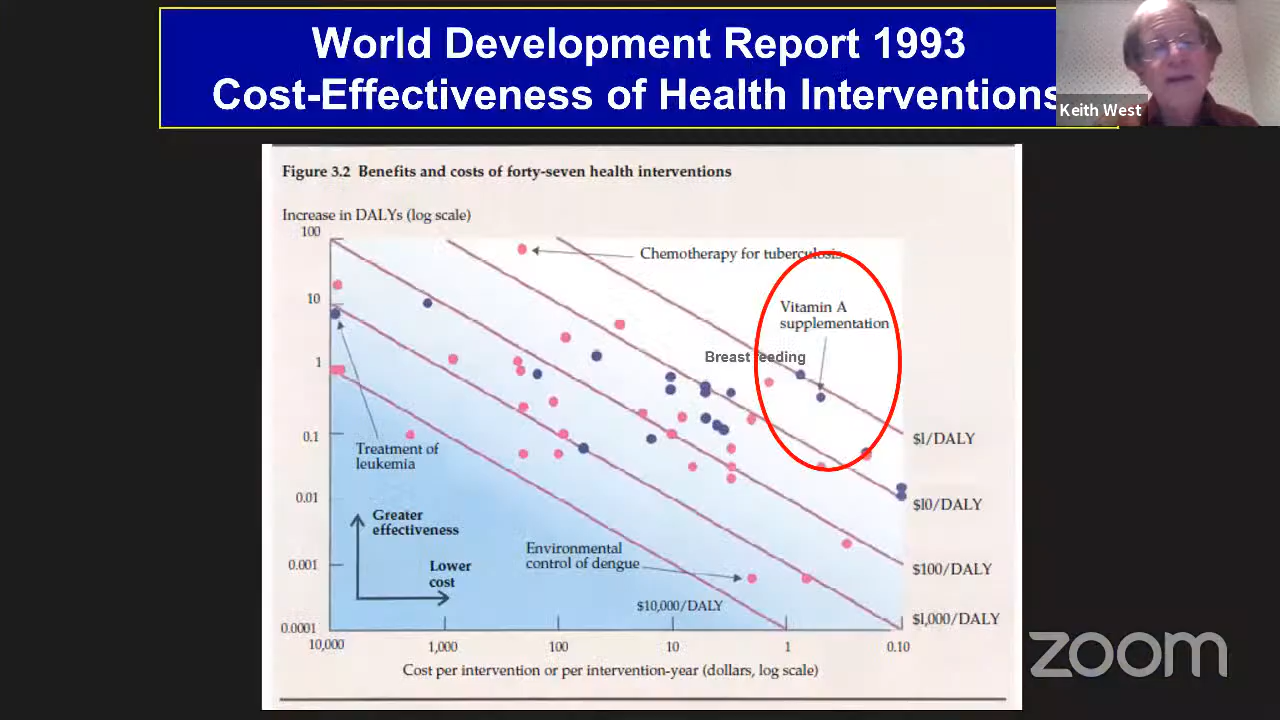 World Development Report 1993
Cost-Effectiveness of Health Interventions
Keith West
Figure 3.2 Benefits and costs of forty-seven health interventions
Increase in DALYs (log scale)
100
10
1
0.1
0.01
0.001
0.0001
Chemotherapy for tuberculosis
Vitamin A
supplementation
Breast feeding
Treatment of
leukemia
Greater
effectiveness
Lower
cost
Environmental
control of dengue
$10,000/DALY
$1/DALY
$10/DALY
$100/DALY
$1,000/DALY
10,000
1,000
100
10
1
0.10
Cost per intervention or per intervention-year (dollars, log scale)
zoom